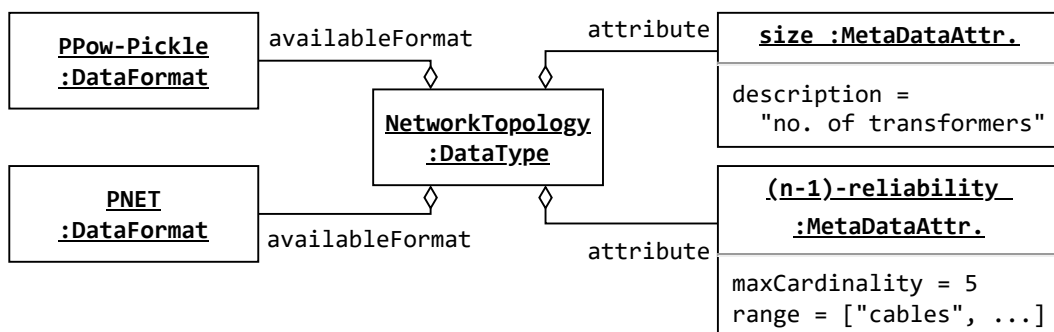 PPow-Pickle
:DataFormat
availableFormat
attribute
size :MetaDataAttr.
description =
"no. of transformers"
NetworkTopology
:DataType
PNET
:DataFormat
availableFormat
attribute
(n-1)-reliability
:MetaDataAttr.
maxCardinality = 5
range = ["cables", ...]